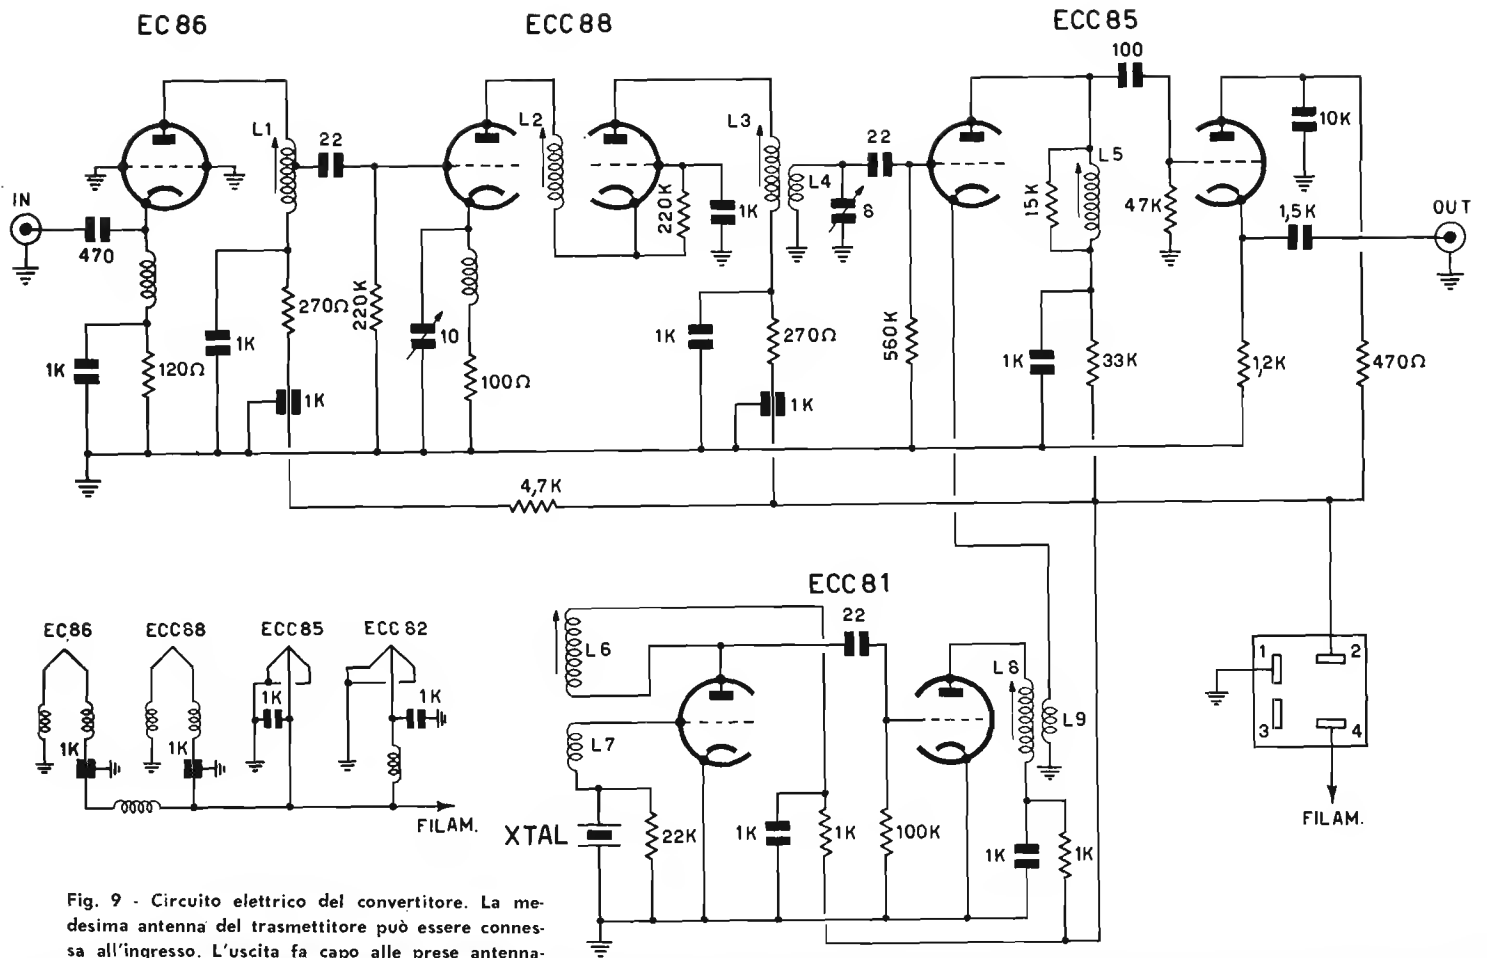 EC86
ECC88
ECC85
100
L1
22
L2
L3
22
L4
L5
10K
IN
470
220K
1K
8
15K
47K
1,5K
OUT
270Ω
220K
10
1K
270Ω
560K
1K
33K
1,2K
470Ω
1K
120Ω
1K
100Ω
1K
1K
4,7K
ECC81
22
EC86
ECC88
ECC85
ECC82
L6
L8
1
2
1K
1K
L7
L9
3
4
1K
1K
FILAM.
XTAL
22K
1K
1K
100K
1K
1K
FILAM.
Fig. 9 - Circuito elettrico del convertitore. La me-
desima antenna del trasmettitore può essere connes-
sa all'ingresso. L'uscita fa capo alle prese antenna-